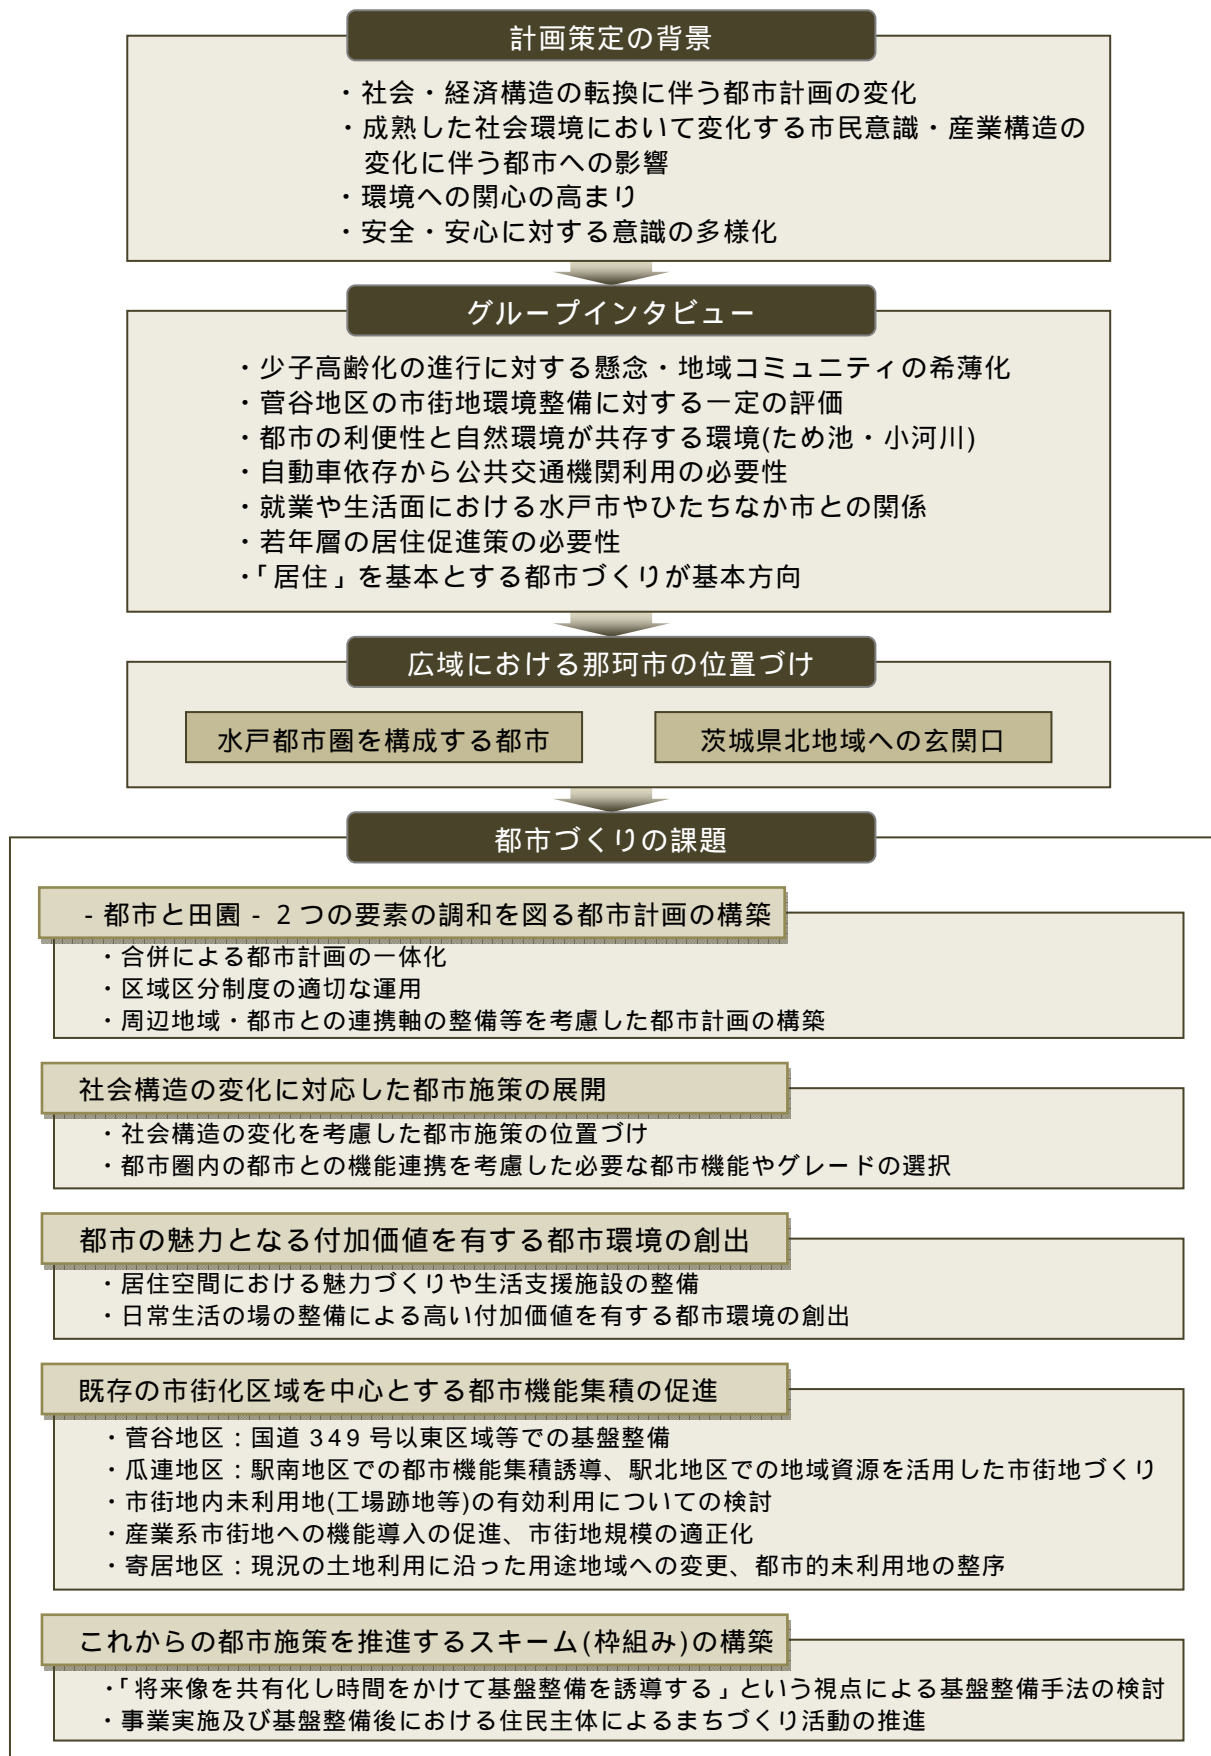 計画策定の背景
・社会・経済構造の転換に伴う都市計画の変化
・成熟した社会環境において変化する市民意識・産業構造の
変化に伴う都市への影響
・環境への関心の高まり
・安全・安心に対する意識の多様化
グループインタビュー
・少子高齢化の進行に対する懸念・地域コミュニティの希薄化
・菅谷地区の市街地環境整備に対する一定の評価
・都市の利便性と自然環境が共存する環境(ため池・小河川)
・自動車依存から公共交通機関利用の必要性
・就業や生活面における水戸市やひたちなか市との関係
・若年層の居住促進策の必要性
・「居住」を基本とする都市づくりが基本方向
広域における那珂市の位置づけ
水戸都市圏を構成する都市
茨城県北地域への玄関口
都市づくりの課題
- 都市と田園 - 2つの要素の調和を図る都市計画の構築
・合併による都市計画の一体化
・区域区分制度の適切な運用
・周辺地域・都市との連携軸の整備等を考慮した都市計画の構築
社会構造の変化に対応した都市施策の展開
・社会構造の変化を考慮した都市施策の位置づけ
・都市圏内の都市との機能連携を考慮した必要な都市機能やグレードの選択
都市の魅力となる付加価値を有する都市環境の創出
・居住空間における魅力づくりや生活支援施設の整備
・日常生活の場の整備による高い付加価値を有する都市環境の創出
既存の市街化区域を中心とする都市機能集積の促進
・菅谷地区：国道349号以東区域等での基盤整備
・瓜連地区：駅南地区での都市機能集積誘導、駅北地区での地域資源を活用した市街地づくり
・市街地内未利用地(工場跡地等)の有効利用についての検討
・産業系市街地への機能導入の促進、市街地規模の適正化
・寄居地区：現況の土地利用に沿った用途地域への変更、都市的未利用地の整序
これからの都市施策を推進するスキーム(枠組み)の構築
・「将来像を共有化し時間をかけて基盤整備を誘導する」という視点による基盤整備手法の検討
・事業実施及び基盤整備後における住民主体によるまちづくり活動の推進